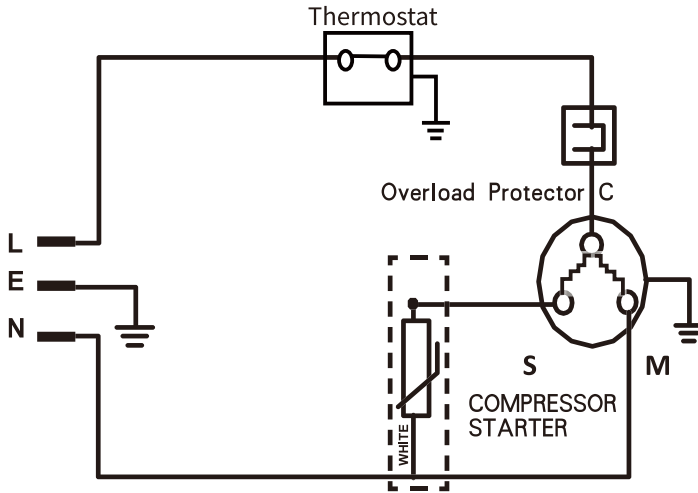 Thermostat
Overload Protector C
L
E
N
S
M
COMPRESSOR
STARTER
WHITE